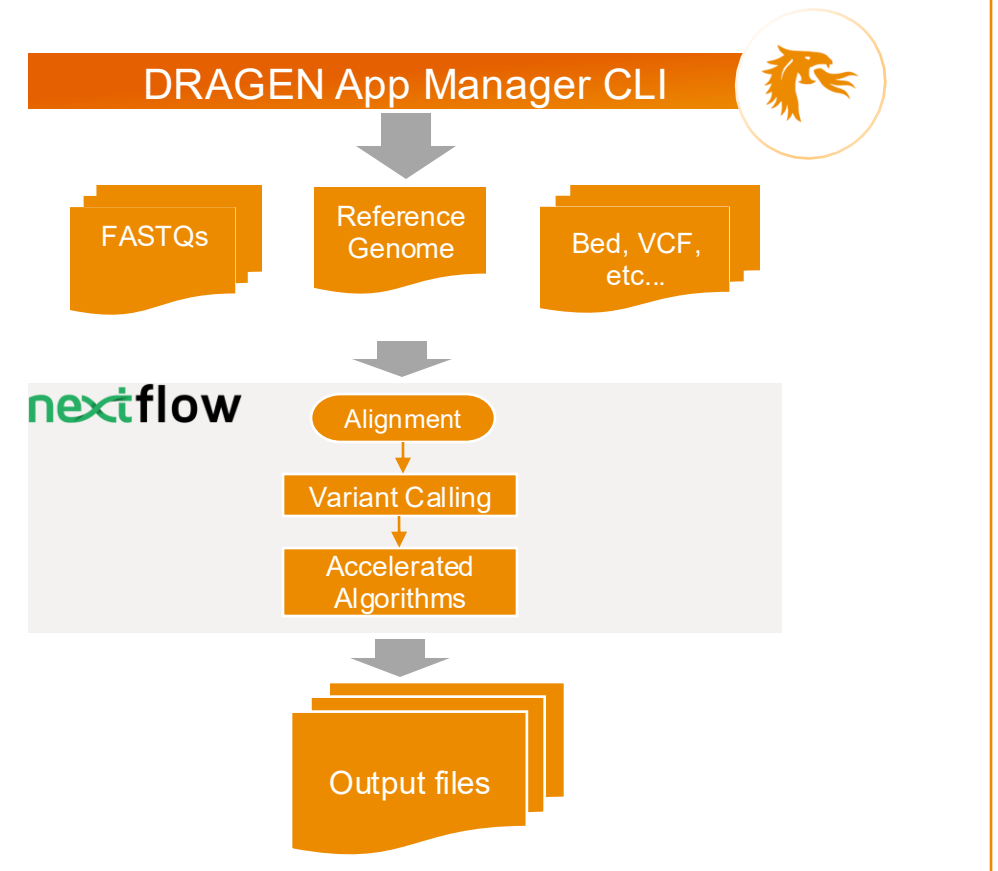 DRAGEN App Manager CLI
FASTQs
Reference
Genome
Bed, VCF,
etc...
nextflow
Alignment
Variant Calling
Accelerated
Algorithms
Output files